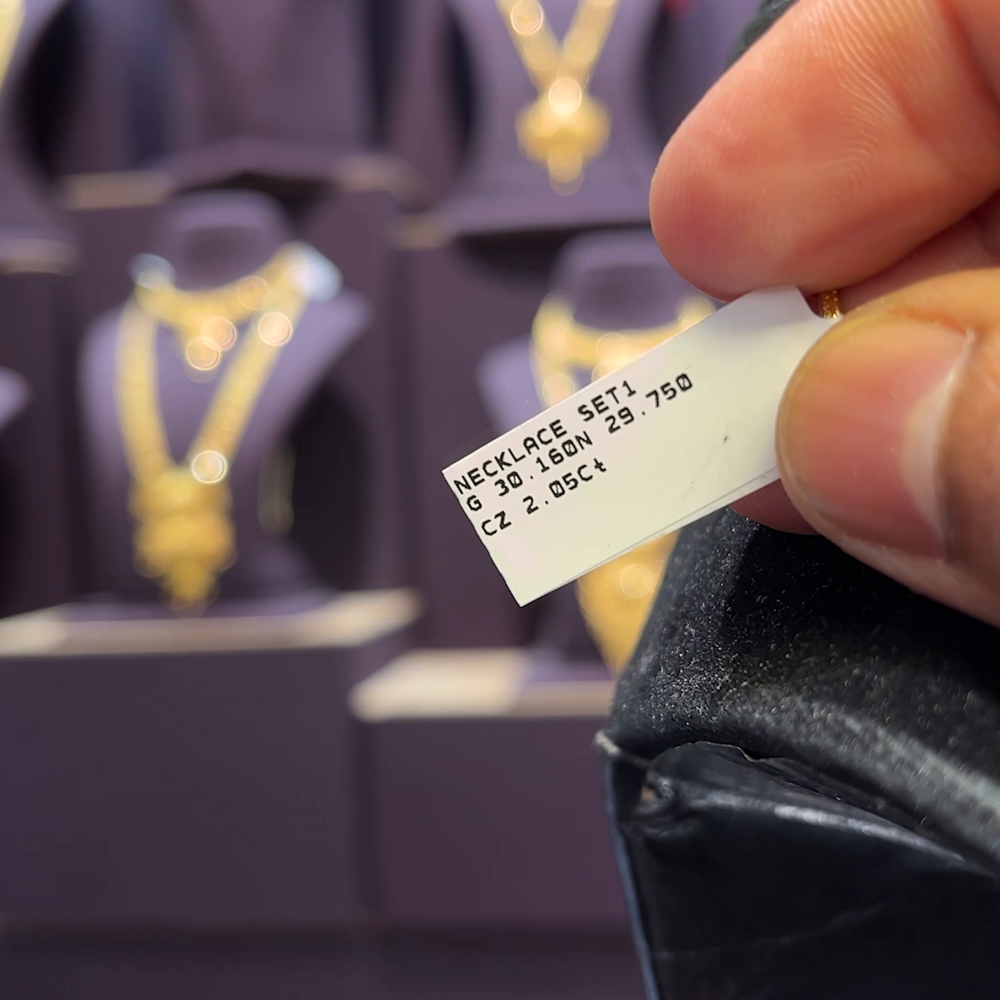 NECKLACE SET1
G 30.160N 29.750
CZ 2.05Ct